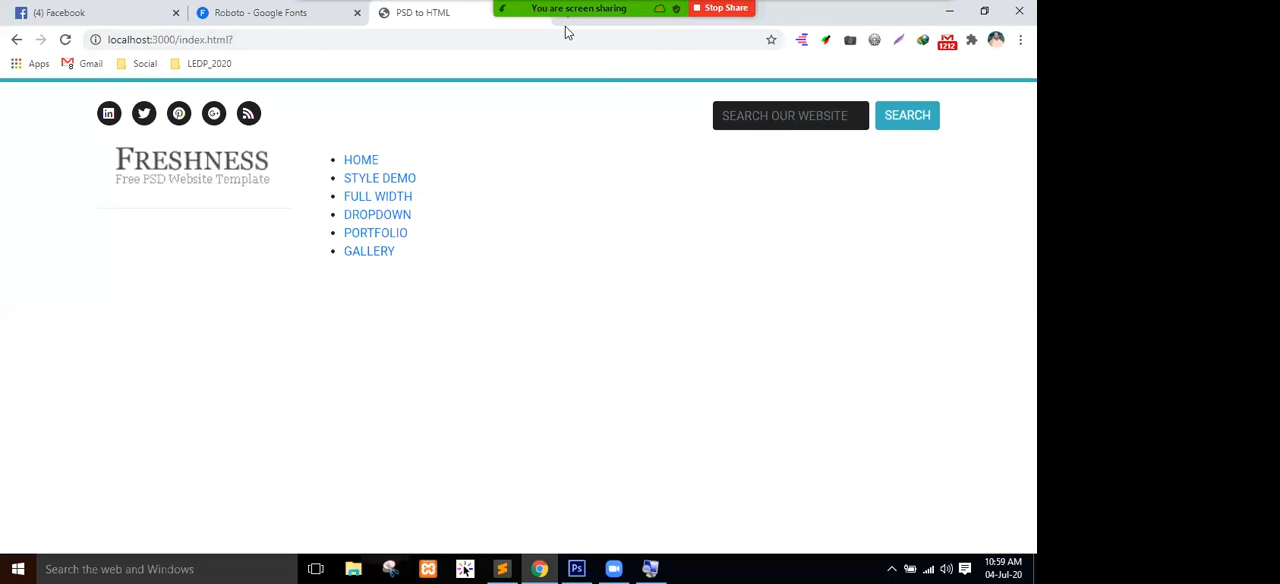 (4) Facebook
Roboto - Google Fonts
PSD to HTML
You are screen sharing
Stop Share
localhost:3000/index.html?
1212
Apps
Gmail
Social
LEDP_2020
SEARCH OUR WEBSITE
SEARCH
FRESHNESS
Free PSD Website Template
HOME
STYLE DEMO
FULL WIDTH
DROPDOWN
PORTFOLIO
GALLERY
Search the web and Windows
10:59 AM
04-Jul-20